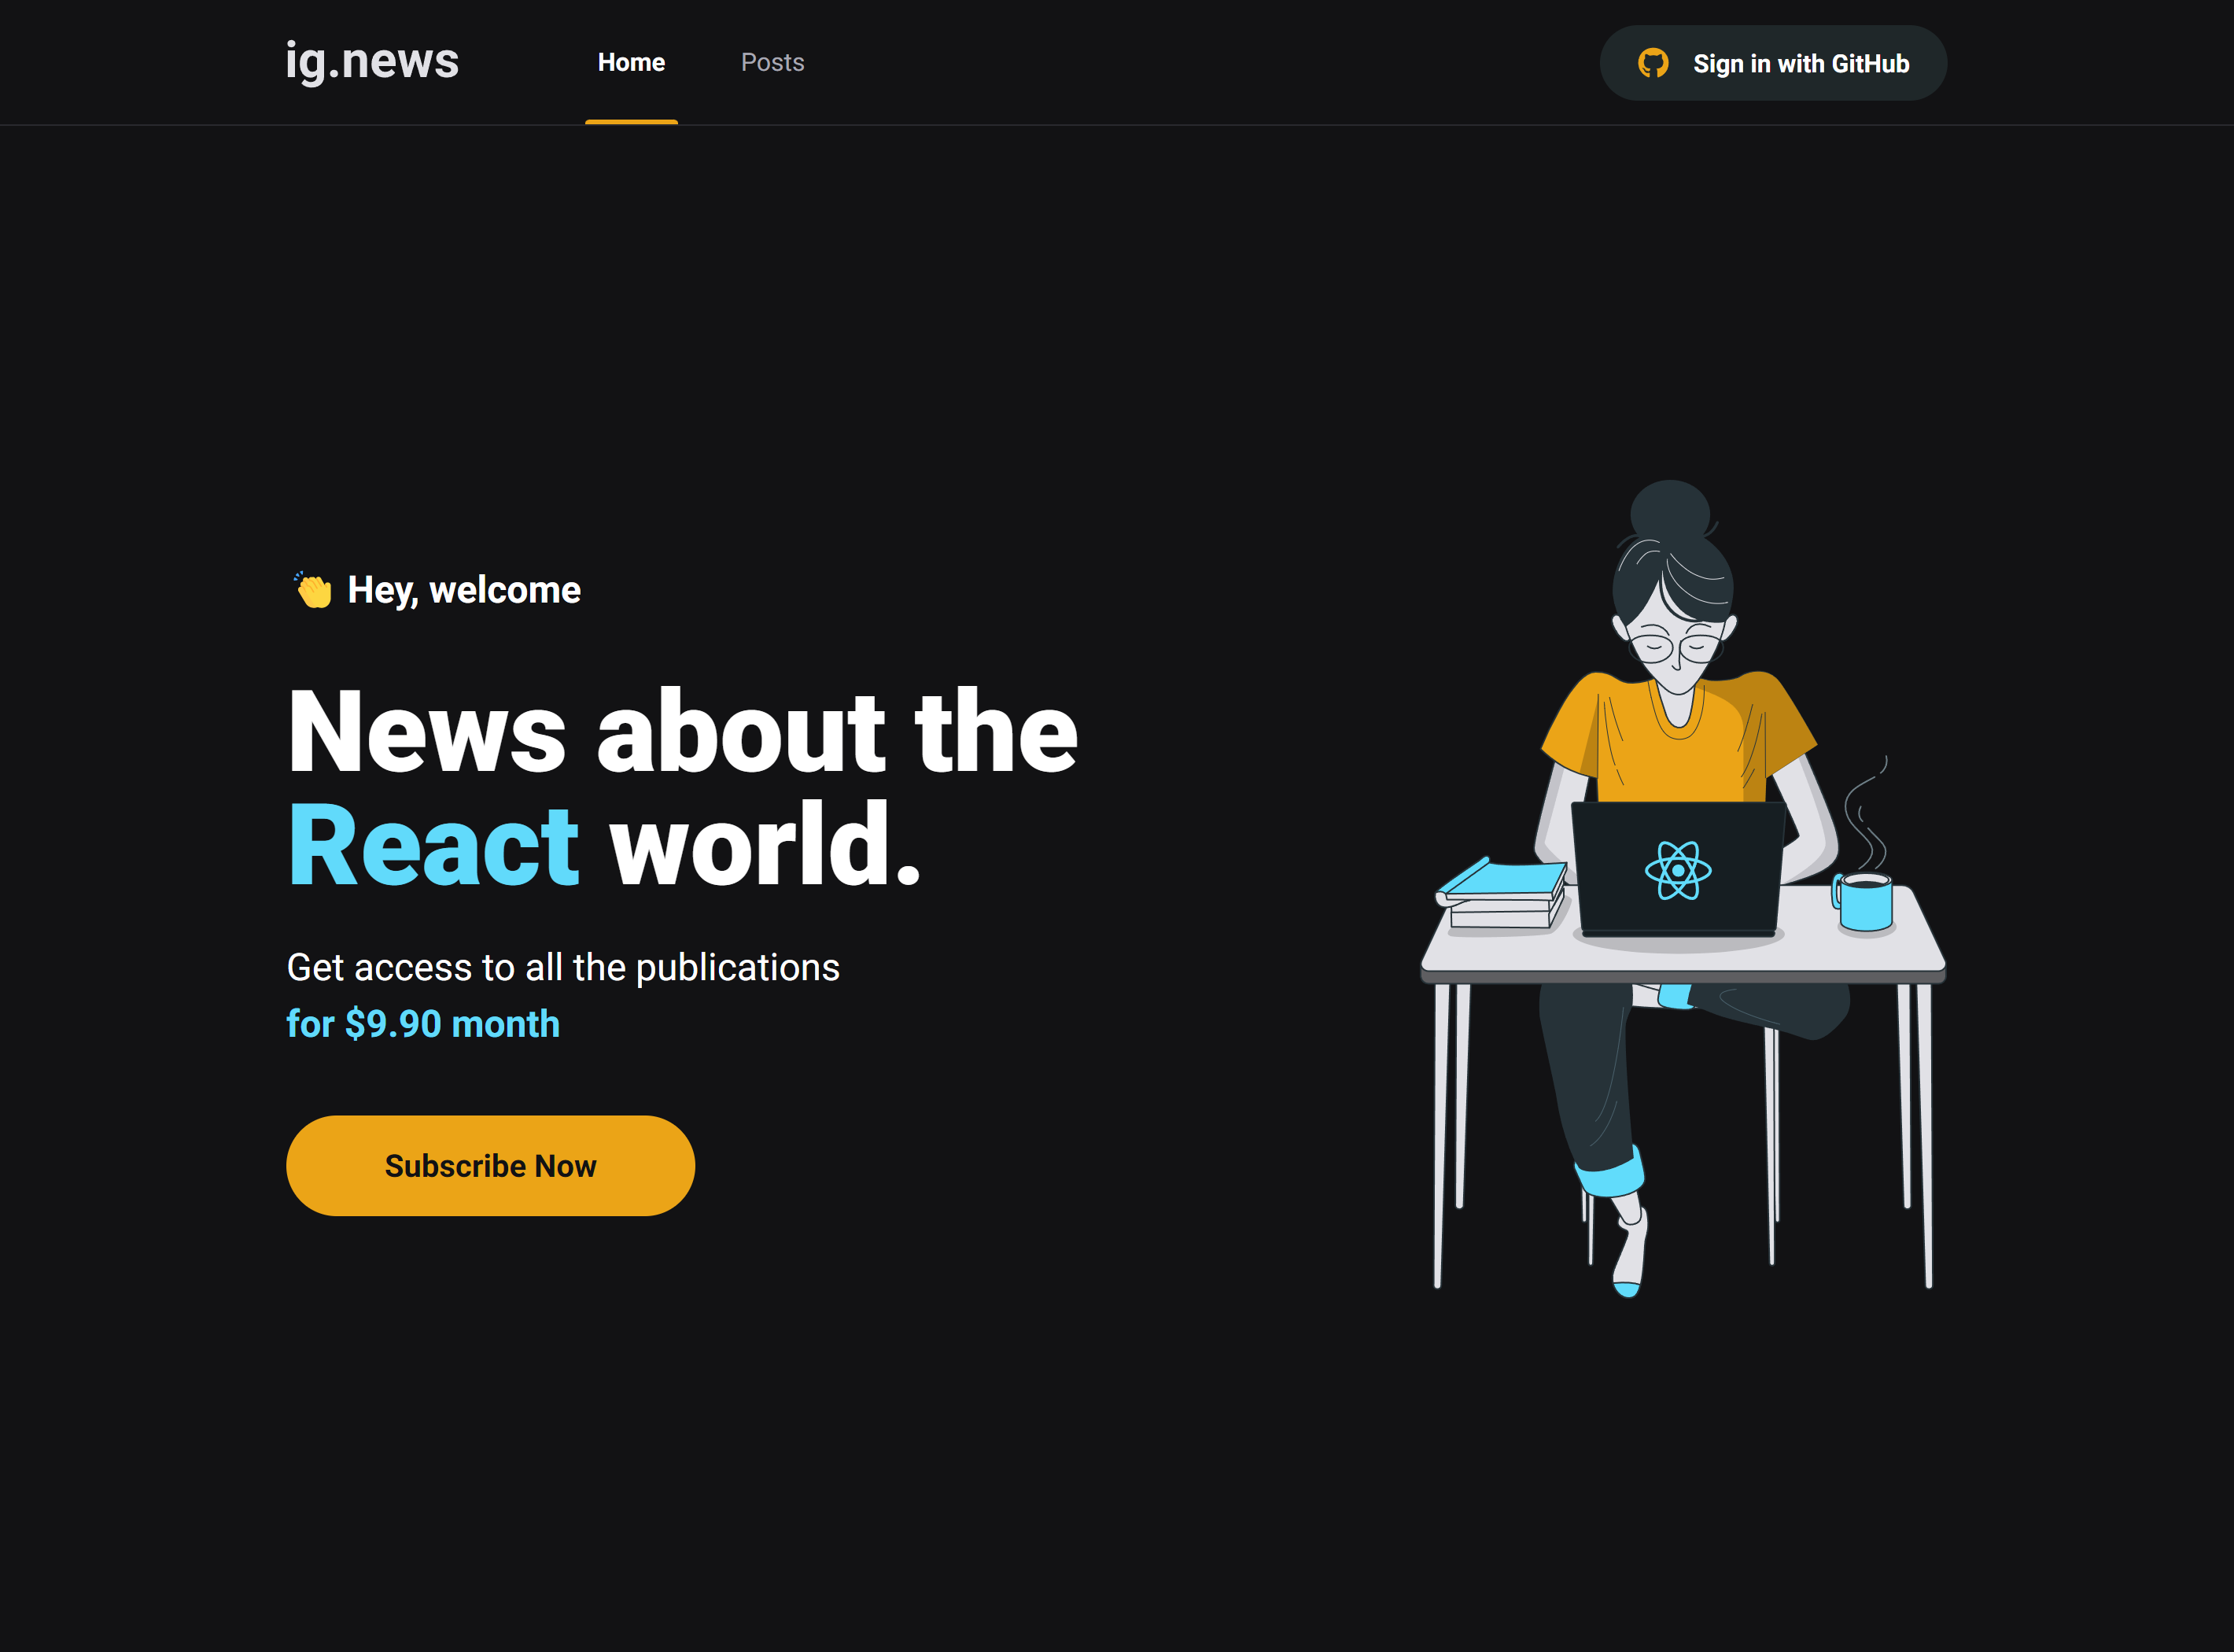 ig.news
Home
Posts
Sign in with GitHub
👏 Hey, welcome
News about the
React world.
Get access to all the publications
for $9.90 month
Subscribe Now